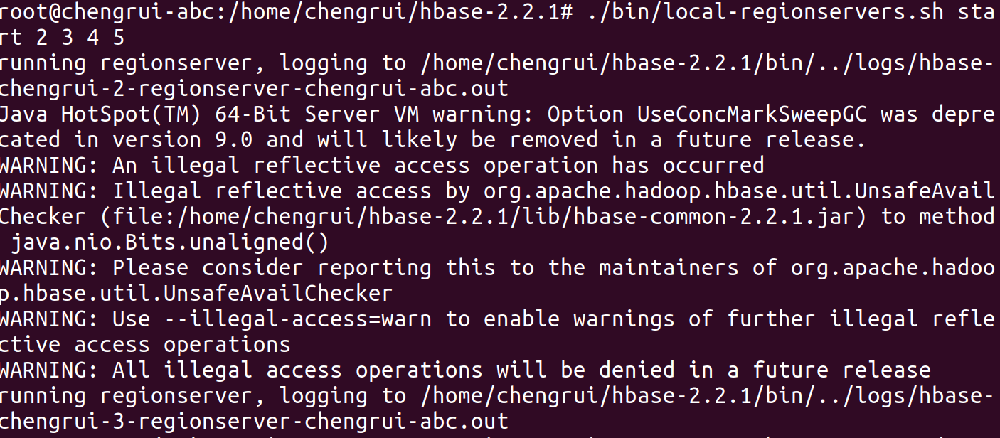 root@chengrui-abc:/home/chengrui/hbase-2.2.1# ./bin/local-regionservers.sh sta
rt 2 3 4 5
running regionserver, logging to /home/chengrui/hbase-2.2.1/bin/../logs/hbase-
chengrui-2-regionserver-chengrui-abc.out
Java HotSpot(TM) 64-Bit Server VM warning: Option UseConcMarkSweepGC was depre
cated in version 9.0 and will likely be removed in a future release.
WARNING: An illegal reflective access operation has occurred
WARNING: Illegal reflective access by org.apache.hadoop.hbase.util.UnsafeAvail
Checker (file:/home/chengrui/hbase-2.2.1/lib/hbase-common-2.2.1.jar) to method
 java.nio.Bits.unaligned()
WARNING: Please consider reporting this to the maintainers of org.apache.hadoo
p.hbase.util.UnsafeAvailChecker
WARNING: Use --illegal-access=warn to enable warnings of further illegal refle
ctive access operations
WARNING: All illegal access operations will be denied in a future release
running regionserver, logging to /home/chengrui/hbase-2.2.1/bin/../logs/hbase-
chengrui-3-regionserver-chengrui-abc.out